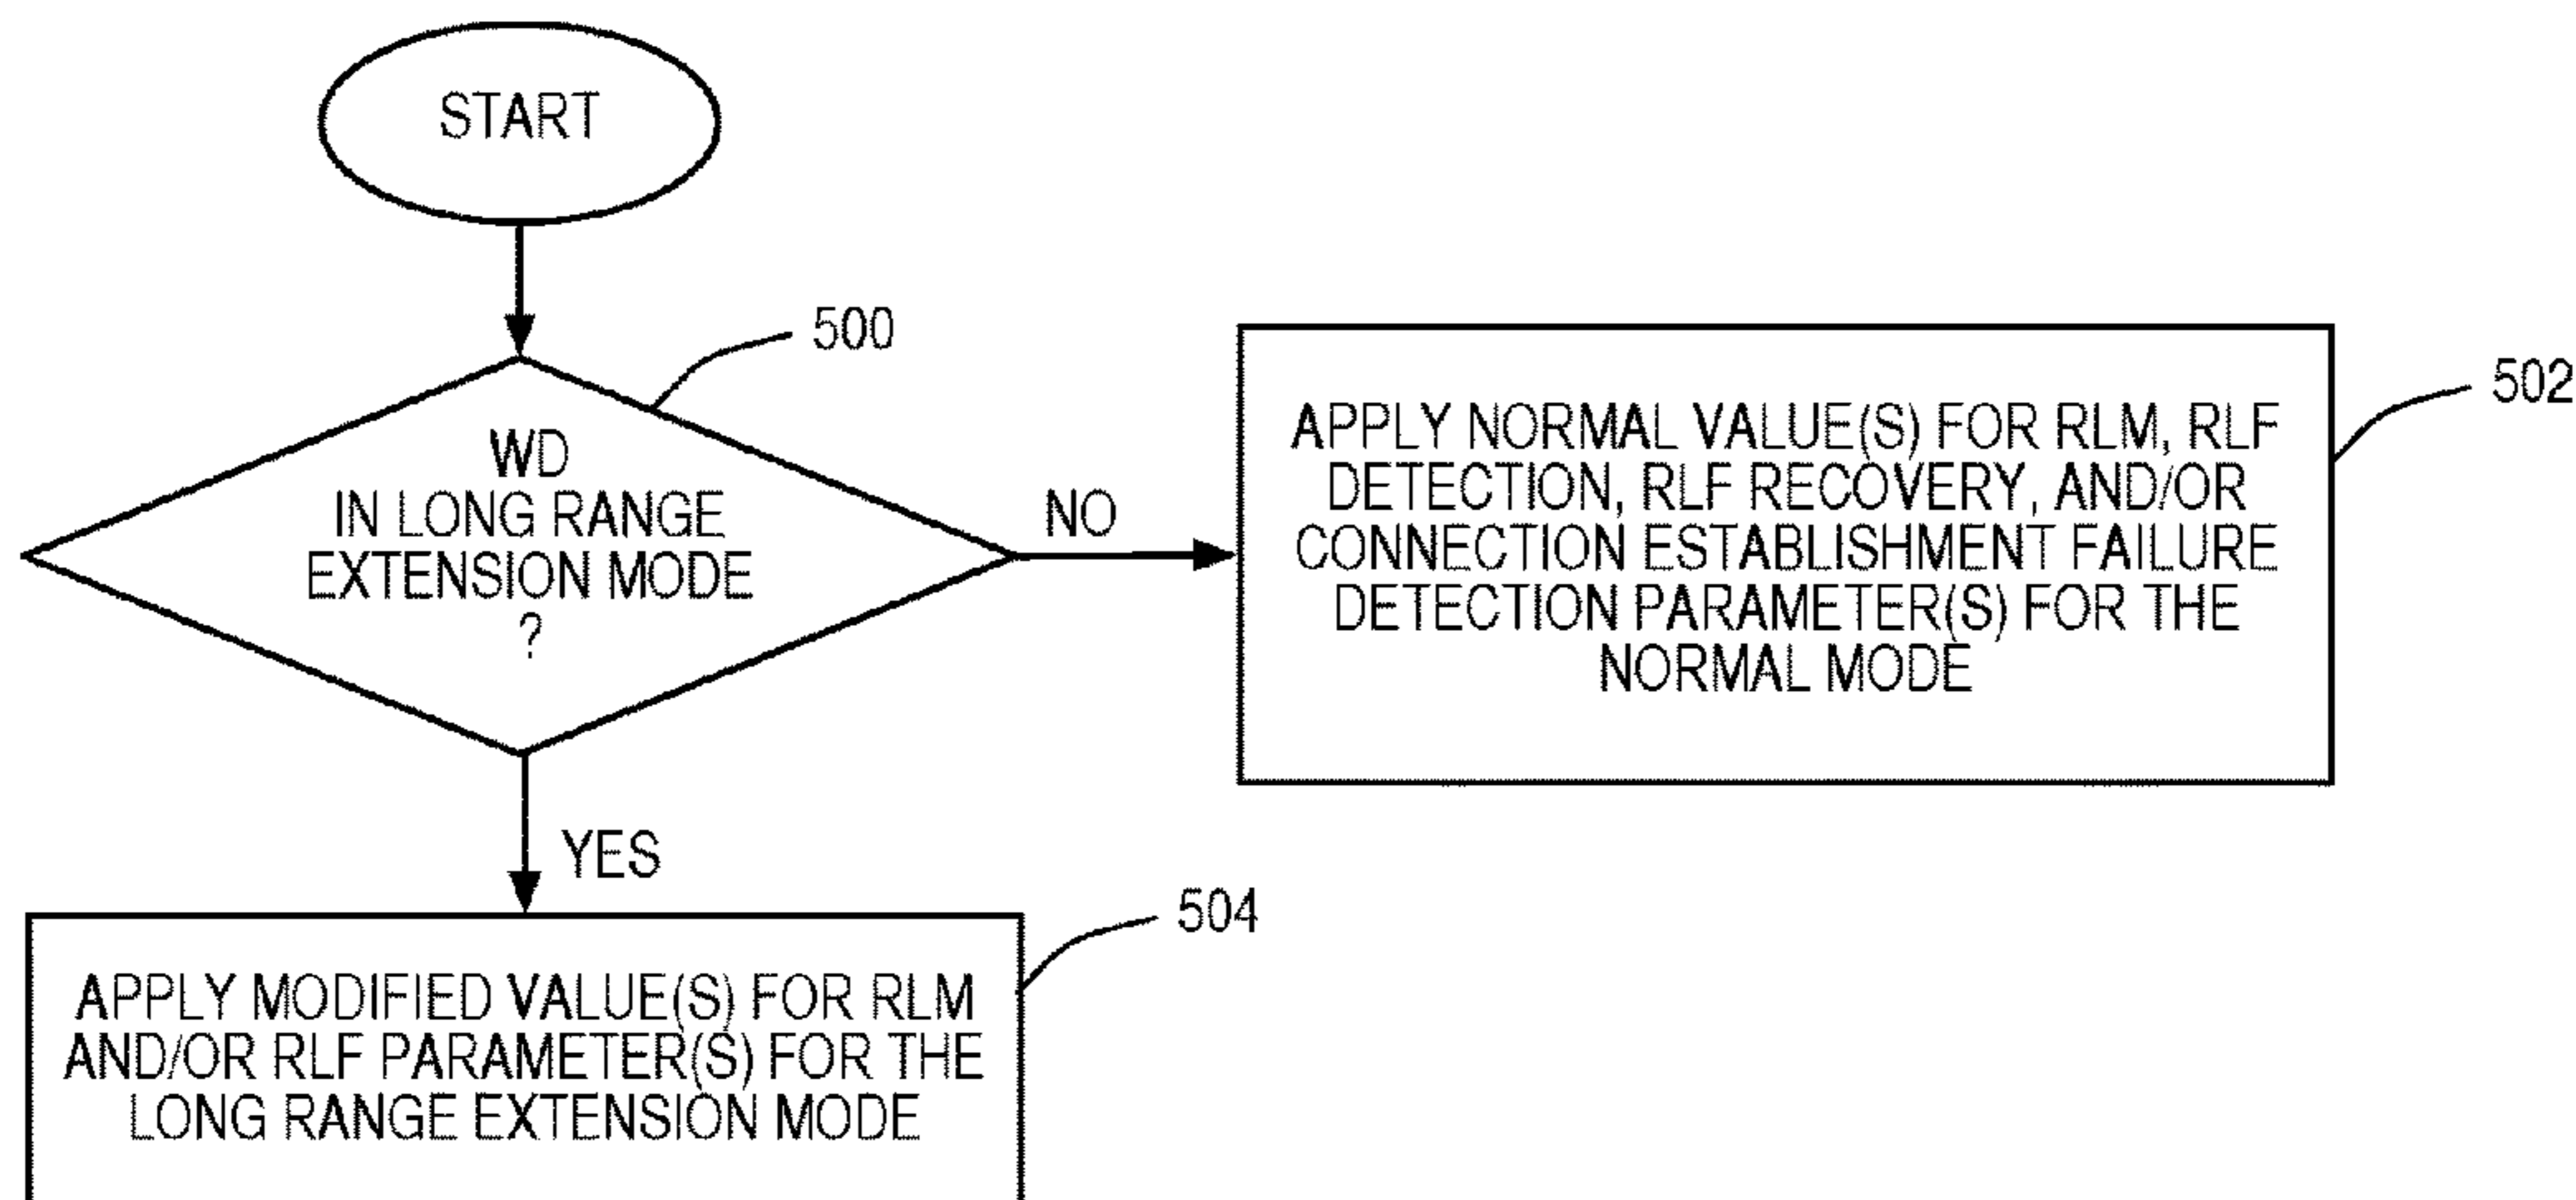 START
500
WD
IN LONG RANGE
EXTENSION MODE
?
NO
502
APPLY NORMAL VALUE(S) FOR RLM, RLF
DETECTION, RLF RECOVERY, AND/OR
CONNECTION ESTABLISHMENT FAILURE
DETECTION PARAMETER(S) FOR THE
NORMAL MODE
YES
504
APPLY MODIFIED VALUE(S) FOR RLM
AND/OR RLF PARAMETER(S) FOR THE
LONG RANGE EXTENSION MODE